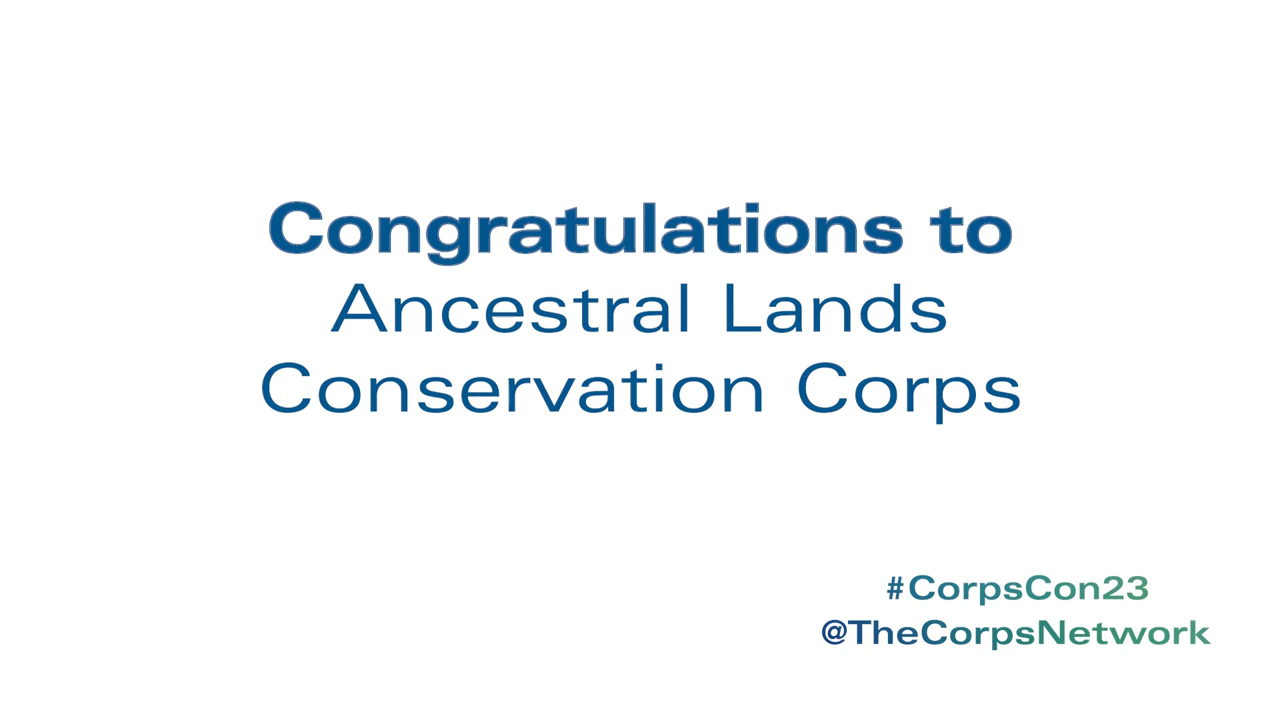 Congratulations to
Ancestral Lands
Conservation Corps
#CorpsCon23
@TheCorpsNetwork